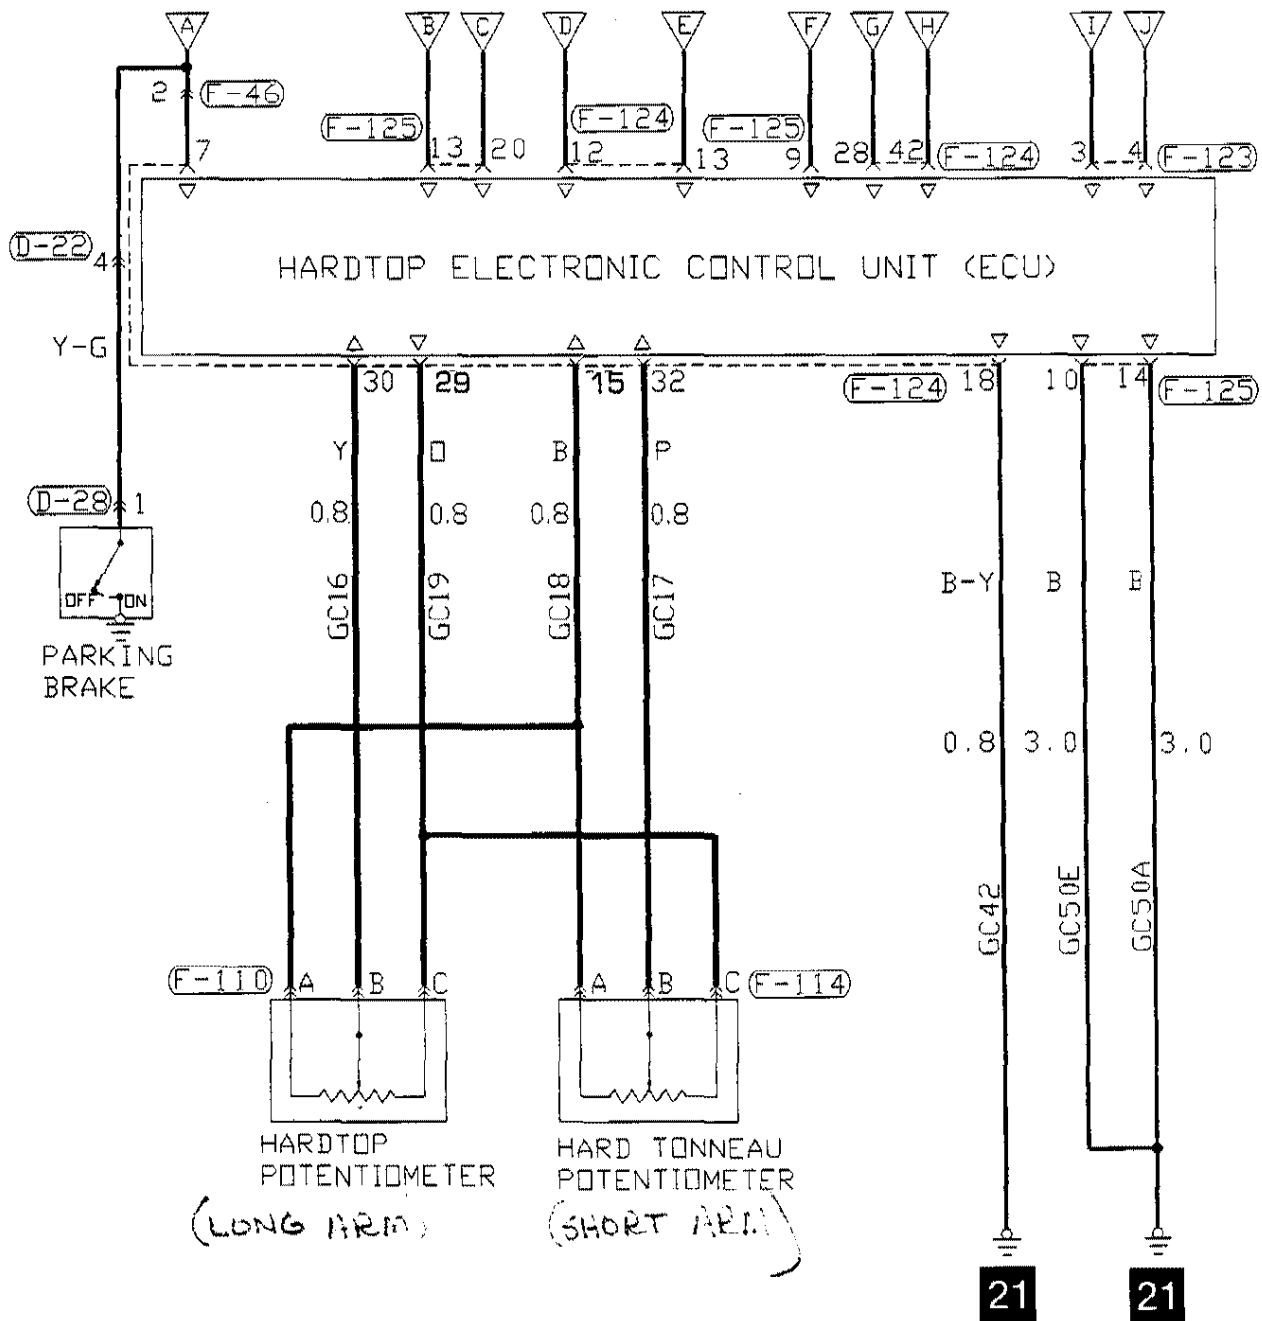 A B C D E F G H I J
2 F-46
F-125 F-124 F-125
7 13 20 12 13 9 28 42 F-124 3 4 F-123
D-22 4
HARDTOP ELECTRONIC CONTROL UNIT (ECU)
Y-G
30 29 15 32 F-124 18 10 14 F-125
Y O B P
D-28 1
0.8 0.8 0.8 0.8
OFF ON
GC16 GC19 GC18 GC17
B-Y B B
PARKING
BRAKE
0.8 3.0 3.0
GC42 GC50E GC50A
F-110 A B C A B C F-114
HARDTOP
POTENTIOMETER
(LONG ARM)
HARD TONNEAU
POTENTIOMETER
(SHORT ARM)
21 21